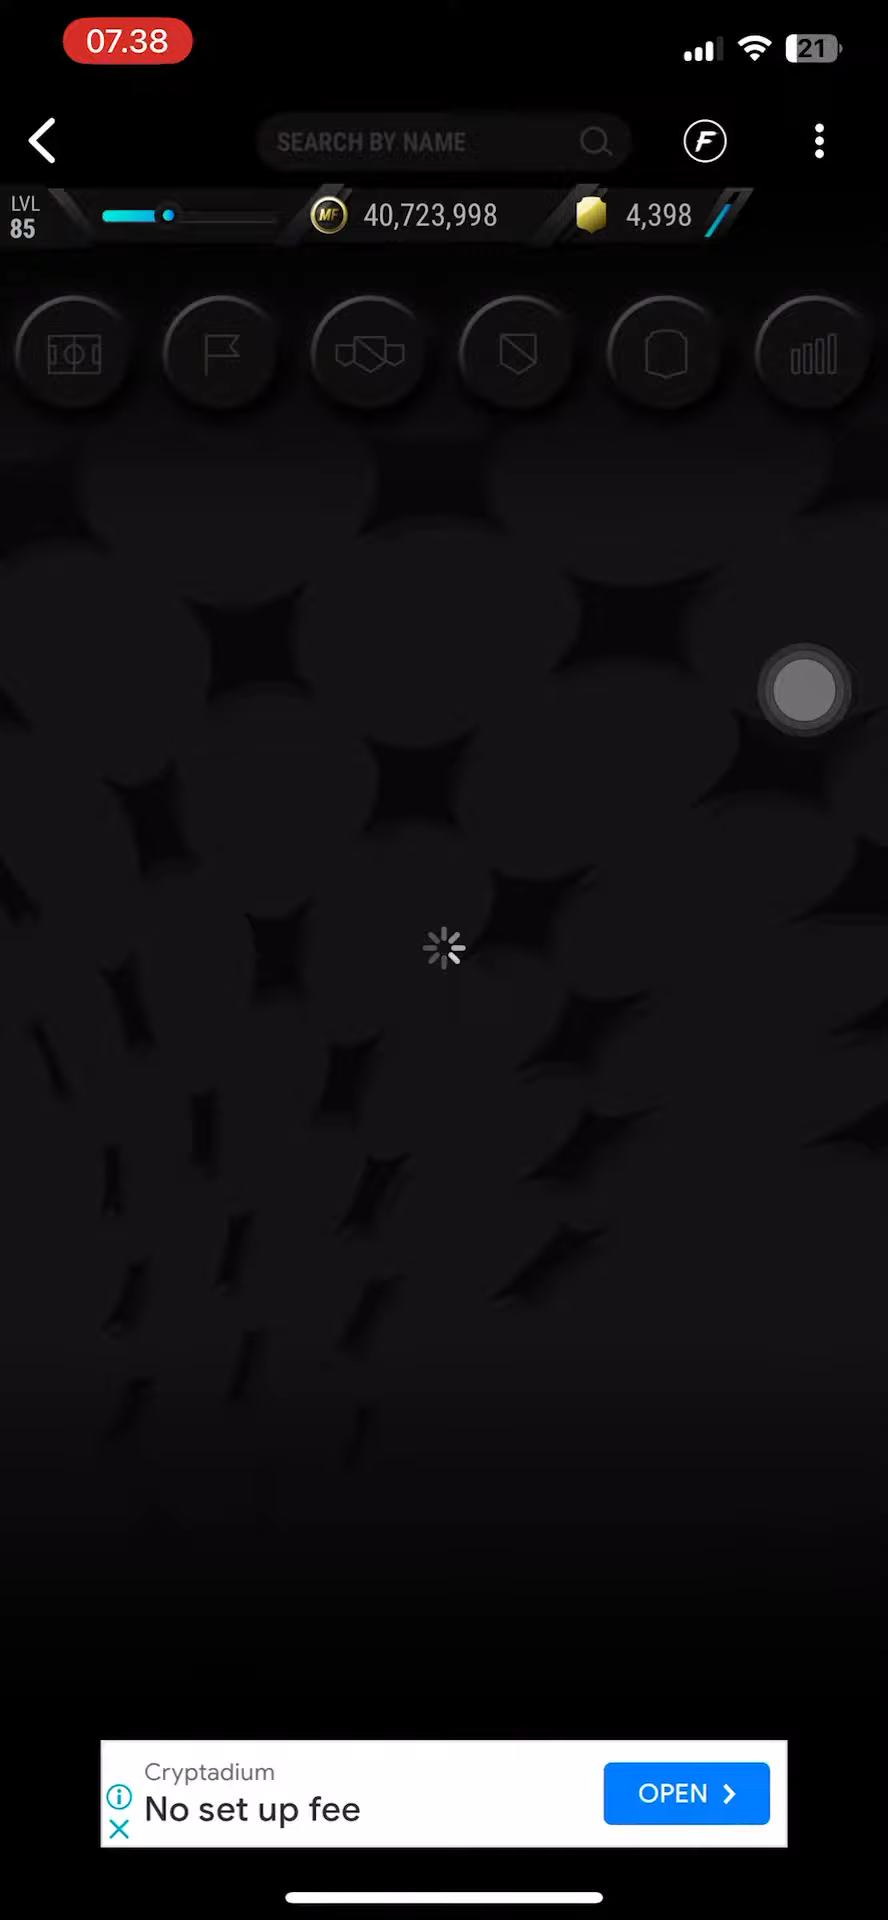 07.38
21
SEARCH BY NAME
F
LVL
85
MF
40,723,998
4,398
Cryptadium
No set up fee
OPEN